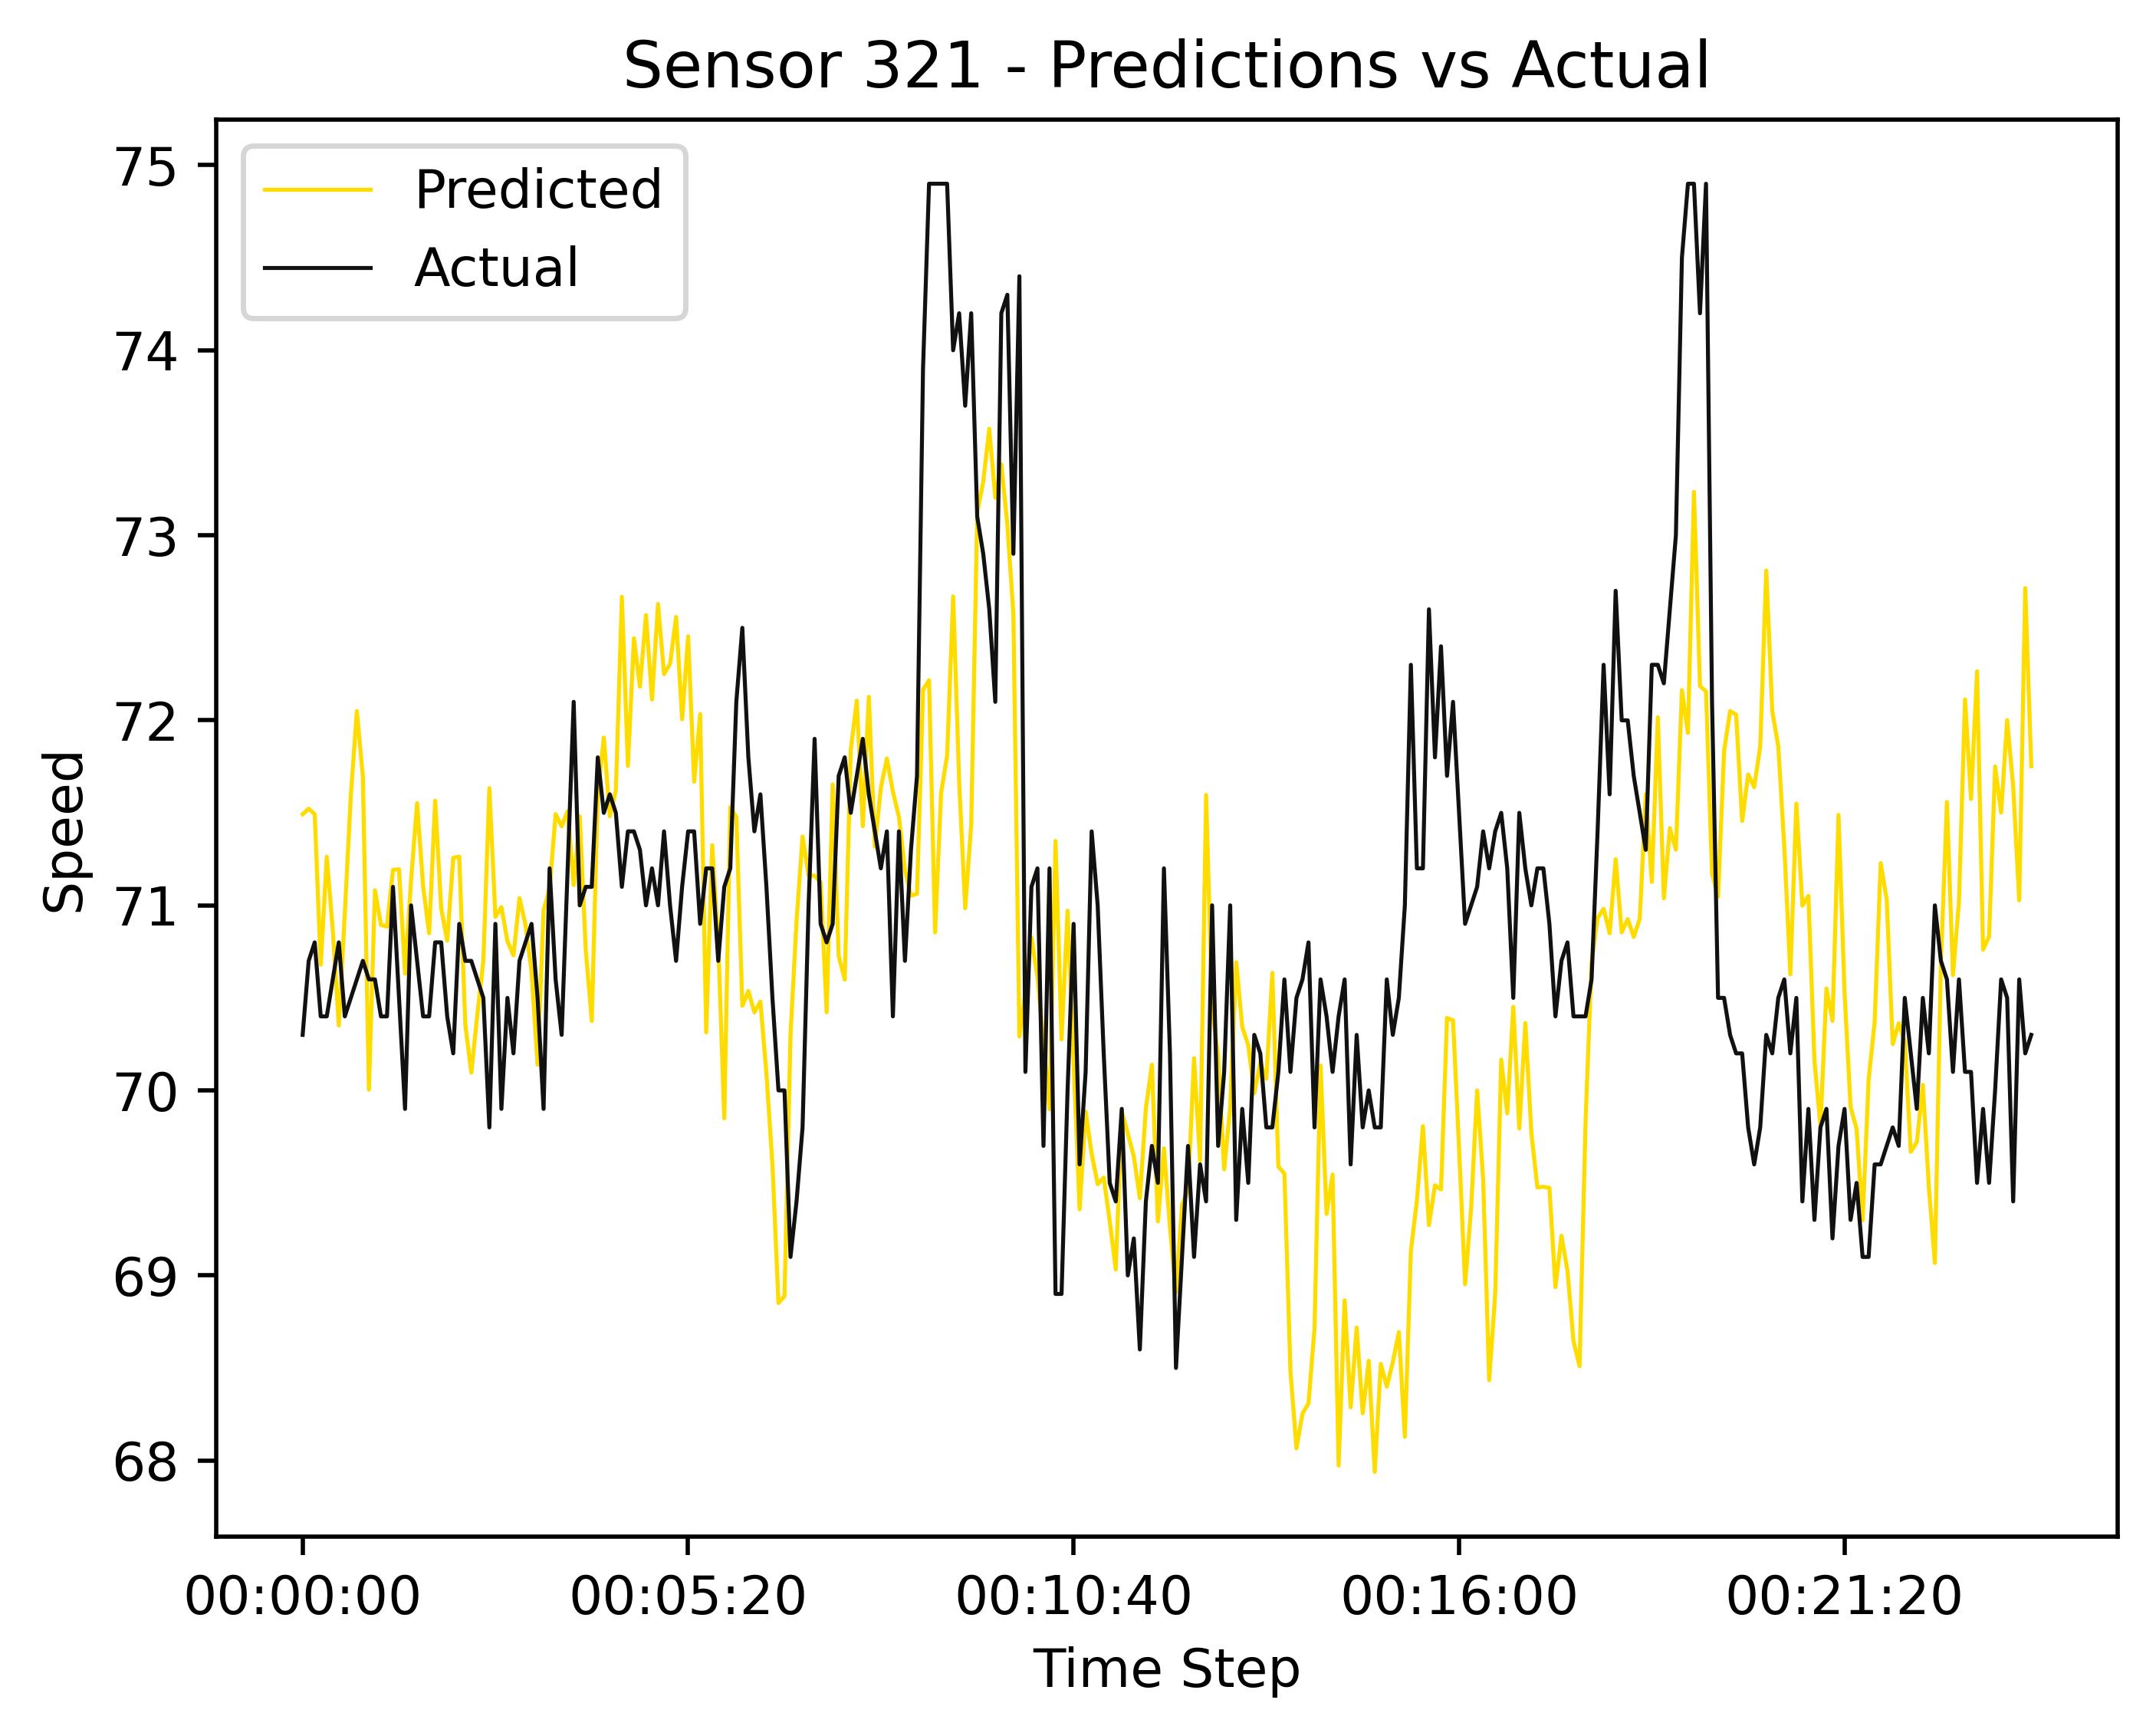 Sensor 321 - Predictions vs Actual
Predicted
Actual
75
74
73
72
71
70
69
68
Speed
00:00:00 00:05:20 00:10:40 00:16:00 00:21:20
Time Step